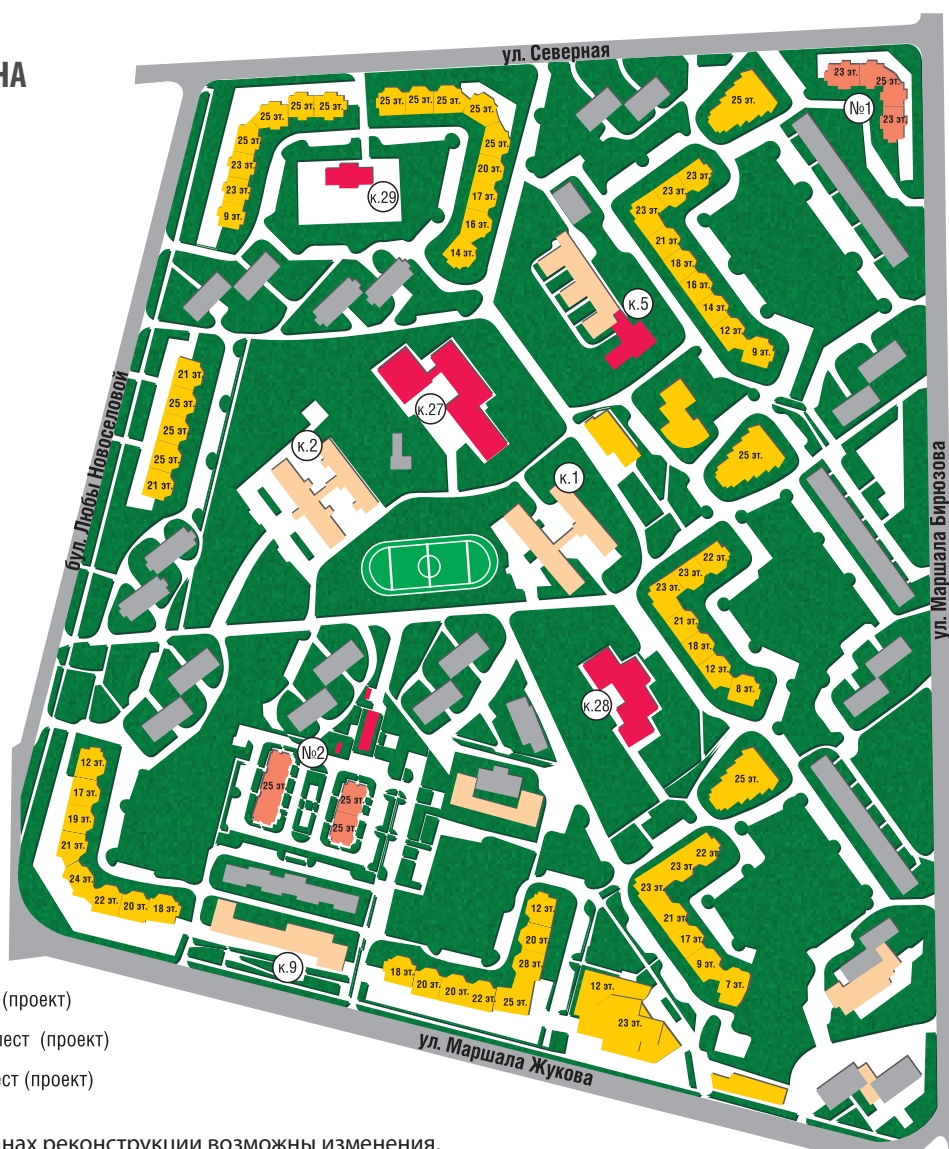 НА
ул. Северная
25 эт. 25 эт. 25 эт.
25 эт.
23 эт.
23 эт.
9 эт.
25 эт. 25 эт. 25 эт. 25 эт.
25 эт.
20 эт.
17 эт.
16 эт.
14 эт.
к.29
25 эт.
23 эт. 25 эт.
23 эт.
№1
23 эт.
23 эт.
23 эт.
21 эт.
18 эт.
16 эт.
14 эт.
12 эт.
9 эт.
к.5
к.27
к.2
к.1
бул. Любы Новоселовой
21 эт.
25 эт.
25 эт.
25 эт.
21 эт.
25 эт.
ул. Маршала Бирюзова
22 эт.
23 эт.
23 эт.
21 эт.
18 эт.
12 эт.
8 эт.
к.28
№2
25 эт.
25 эт.
25 эт.
25 эт.
12 эт.
17 эт.
19 эт.
21 эт.
24 эт.
22 эт. 20 эт. 18 эт.
22 эт.
23 эт.
23 эт.
21 эт.
17 эт.
9 эт.
7 эт.
12 эт.
20 эт.
28 эт.
18 эт. 20 эт. 20 эт. 22 эт. 25 эт.
12 эт.
23 эт.
к.9
ул. Маршала Жукова
(проект)
мест (проект)
ст (проект)
нах реконструкции возможны изменения.